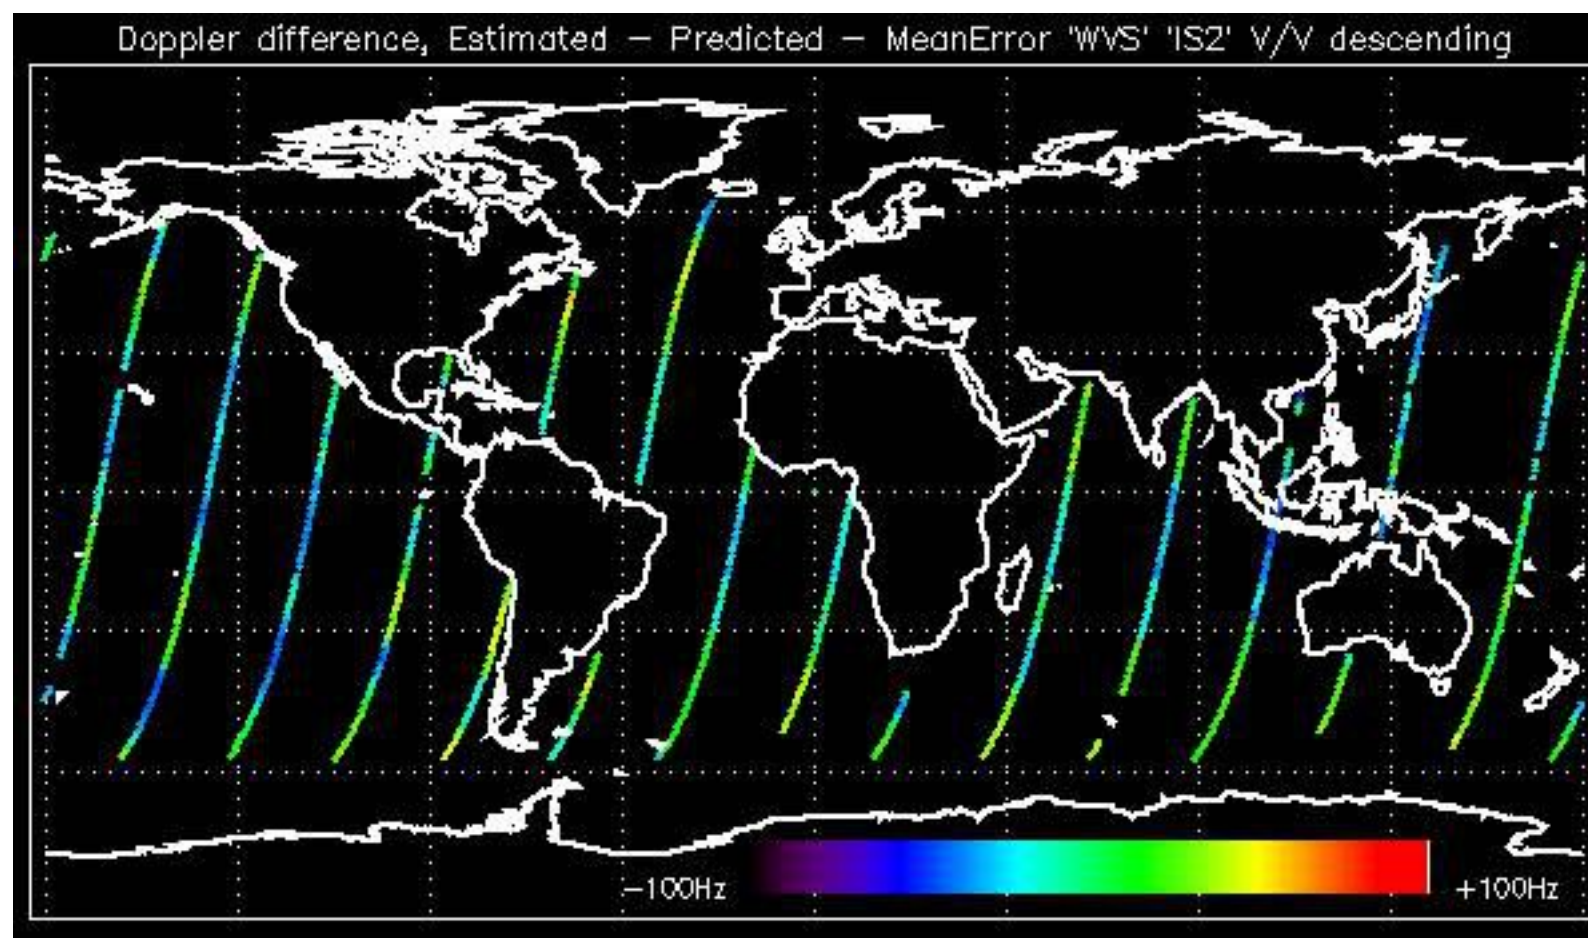 Doppler difference, Estimated – Predicted – MeanError 'WVS' 'IS2' V/V descending
–100Hz +100Hz